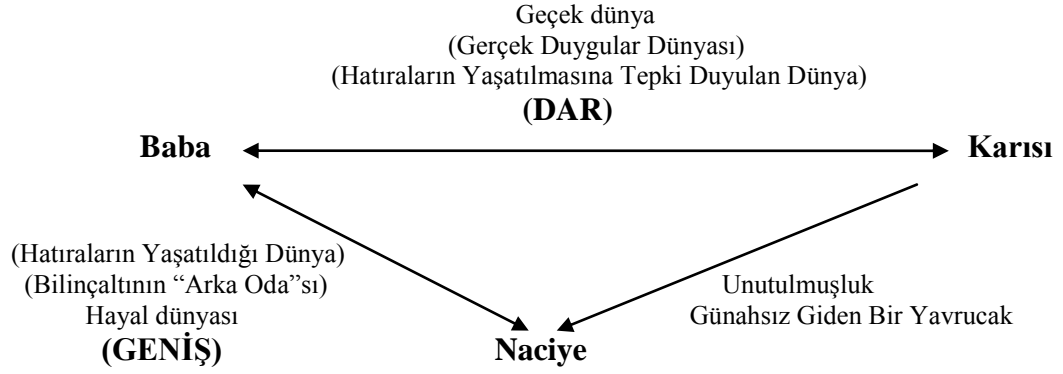 Geçek dünya
(Gerçek Duygular Dünyası)
(Hatıraların Yaşatılmasına Tepki Duyulan Dünya)
(DAR)
Baba
Karısı
(Hatıraların Yaşatıldığı Dünya)
(Bilinçaltının “Arka Oda”sı)
Hayal dünyası
(GENİŞ)
Unutulmuşluk
Günahsız Giden Bir Yavrucak
Naciye